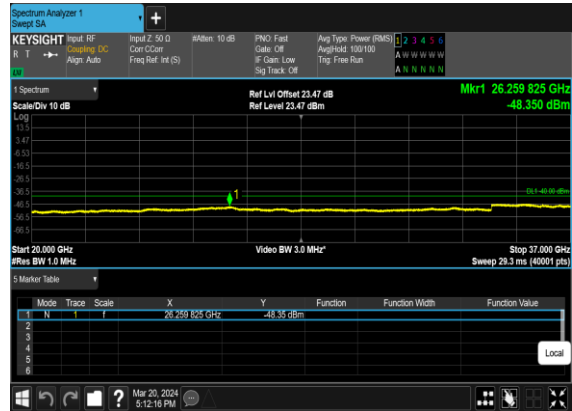 Spectrum Analyzer 1
Swept SA
+
KEYSIGHT Input: RF Input Z: 50 Ω #Atten: 10 dB PNO: Fast Avg Type: Power (RMS) 1 2 3 4 5 6
R T Coupling: DC Corr CCorr Gate: Off Avg|Hold: 100/100 A W W W W W
Align: Auto Freq Ref: Int (S) IF Gain: Low Trig: Free Run
LW Sig Track: Off A N N N N N
1 Spectrum Ref Lvl Offset 23.47 dB Mkr1 26.259 825 GHz
Scale/Div 10 dB Ref Level 23.47 dBm -48.350 dBm
Log
13.5
3.47
-6.53
-16.5
-26.5
-36.5 1 DL1 -40.00 dBm
-46.5
-56.5
-66.5
Start 20.000 GHz Video BW 3.0 MHz* Stop 37.000 GHz
#Res BW 1.0 MHz Sweep 29.3 ms (40001 pts)
5 Marker Table
Mode Trace Scale X Y Function Function Width Function Value
1 N 1 f 26.259 825 GHz -48.35 dBm
2
3
4
5
6
Local
? Mar 20, 2024
5:12:16 PM